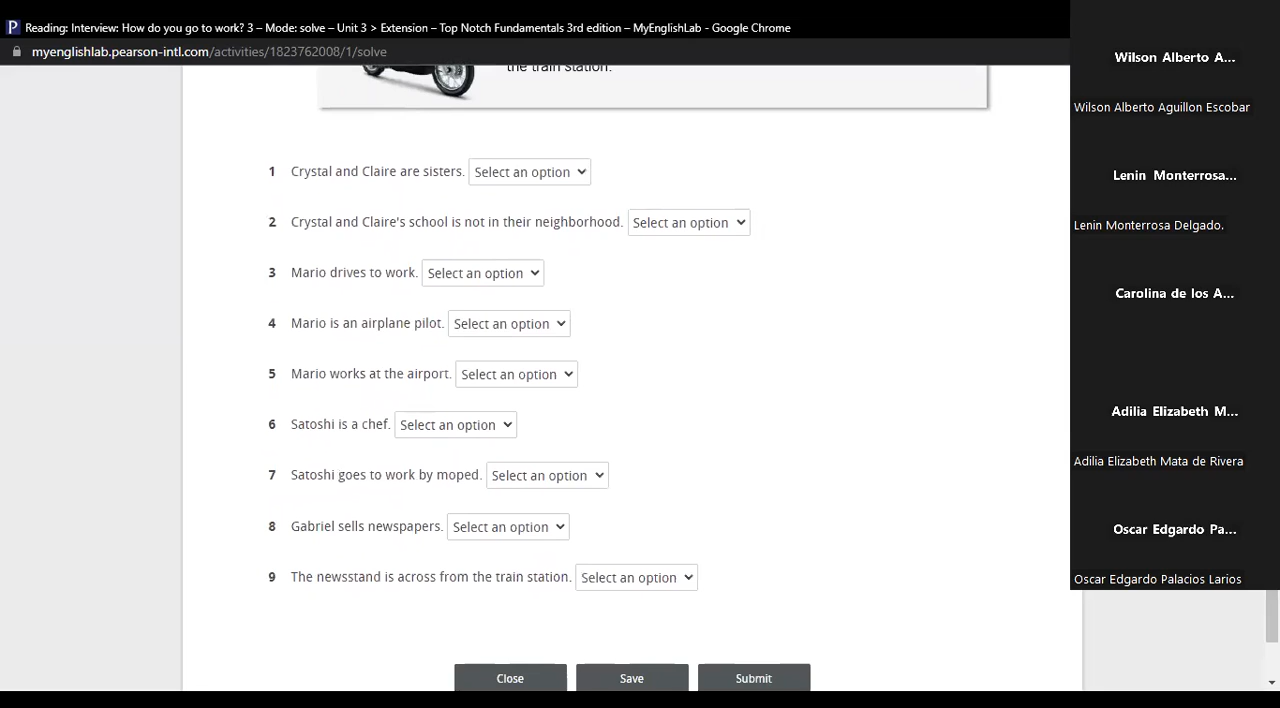 Reading: Interview: How do you go to work? 3 – Mode: solve – Unit 3 > Extension – Top Notch Fundamentals 3rd edition – MyEnglishLab - Google Chrome
myenglishlab.pearson-intl.com/activities/1823762008/1/solve
the train station.
1 Crystal and Claire are sisters. Select an option
2 Crystal and Claire's school is not in their neighborhood. Select an option
3 Mario drives to work. Select an option
4 Mario is an airplane pilot. Select an option
5 Mario works at the airport. Select an option
6 Satoshi is a chef. Select an option
7 Satoshi goes to work by moped. Select an option
8 Gabriel sells newspapers. Select an option
9 The newsstand is across from the train station. Select an option
Close Save Submit
Wilson Alberto A...
Wilson Alberto Aguillon Escobar
Lenin Monterrosa...
Lenin Monterrosa Delgado.
Carolina de los A...
Adilia Elizabeth M...
Adilia Elizabeth Mata de Rivera
Oscar Edgardo Pa...
Oscar Edgardo Palacios Larios